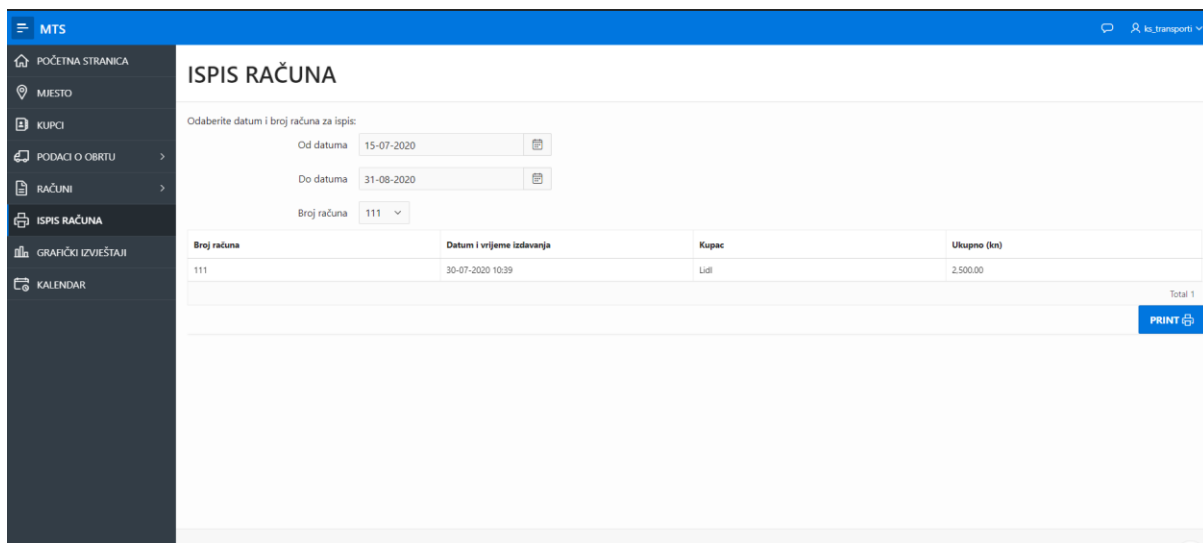 MTS
ks_transporti
POČETNA STRANICA
MJESTO
KUPCI
PODACI O OBRTU
RAČUNI
ISPIS RAČUNA
GRAFIČKI IZVJEŠTAJI
KALENDAR
ISPIS RAČUNA
Odaberite datum i broj računa za ispis:
Od datuma 15-07-2020
Do datuma 31-08-2020
Broj računa 111
Broj računa Datum i vrijeme izdavanja Kupac Ukupno (kn)
111 30-07-2020 10:39 Lidl 2,500.00
Total 1
PRINT